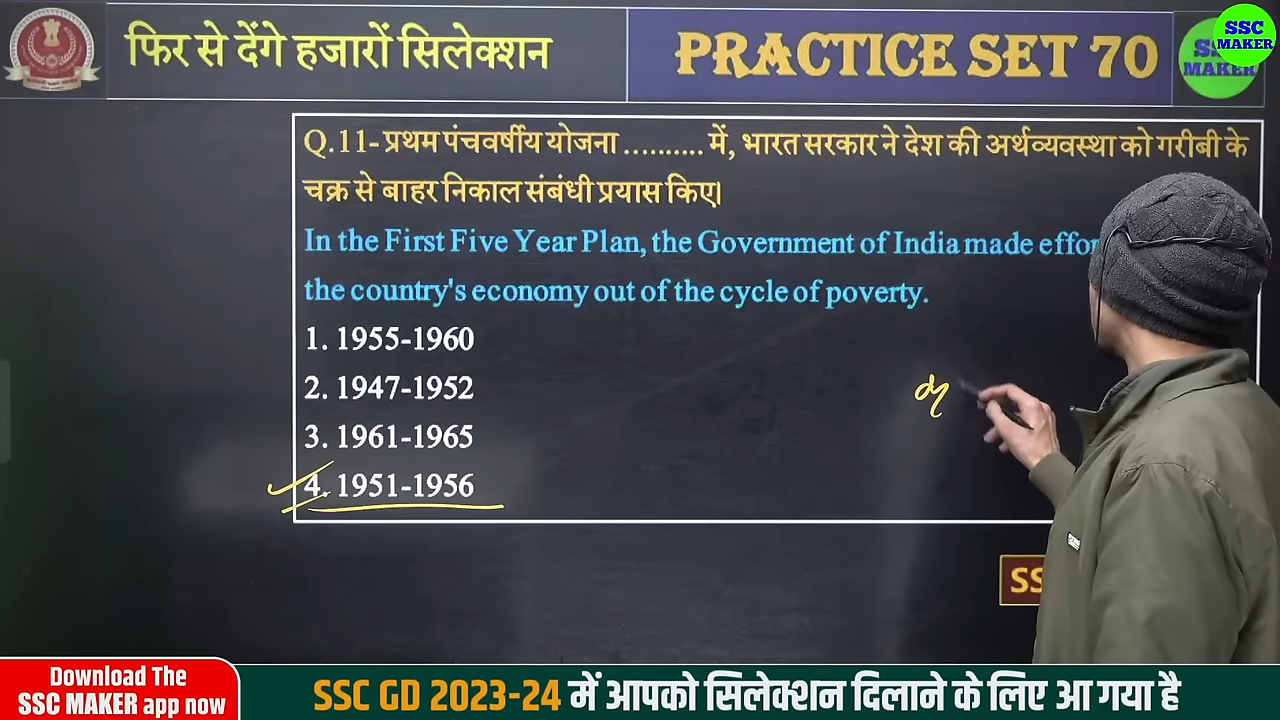 फिर से देंगे हजारों सिलेक्शन
PRACTICE SET 70
SSC
MAKER
Q.11- प्रथम पंचवर्षीय योजना .......... में, भारत सरकार ने देश की अर्थव्यवस्था को गरीबी के
चक्र से बाहर निकाल संबंधी प्रयास किए।
In the First Five Year Plan, the Government of India made
the country's economy out of the cycle of poverty.
1. 1955-1960
2. 1947-1952
3. 1961-1965
4. 1951-1956
Download The
SSC MAKER app now
SSC GD 2023-24 में आपको सिलेक्शन दिलाने के लिए आ गया है